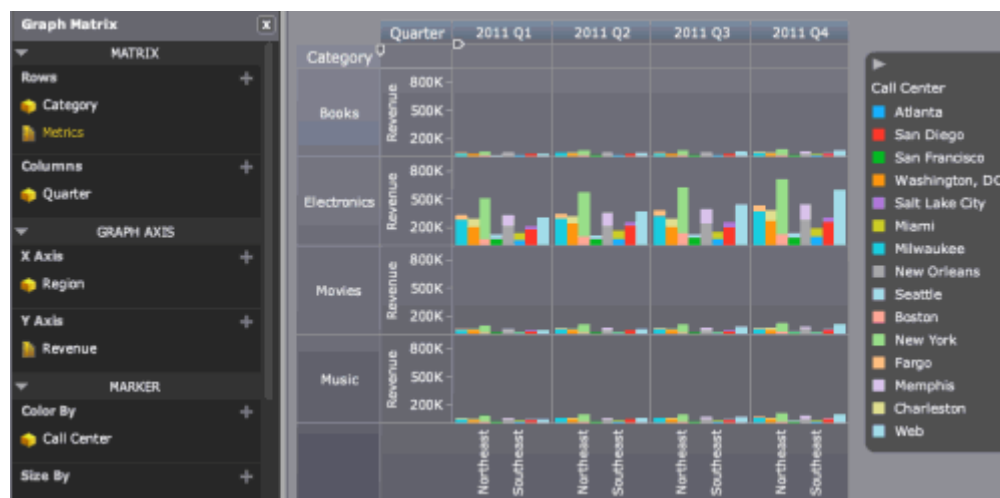 Graph Matrix
x
MATRIX
Rows
Category
Metrics
Columns
Quarter
GRAPH AXIS
X Axis
Region
Y Axis
Revenue
MARKER
Color By
Call Center
Size By
Quarter 2011 Q1 2011 Q2 2011 Q3 2011 Q4
Category
Books
Revenue
800K
500K
200K
Electronics
Revenue
800K
500K
200K
Movies
Revenue
800K
500K
200K
Music
Revenue
800K
500K
200K
Northeast Southeast Northeast Southeast Northeast Southeast Northeast Southeast
Call Center
Atlanta
San Diego
San Francisco
Washington, DC
Salt Lake City
Miami
Milwaukee
New Orleans
Seattle
Boston
New York
Fargo
Memphis
Charleston
Web